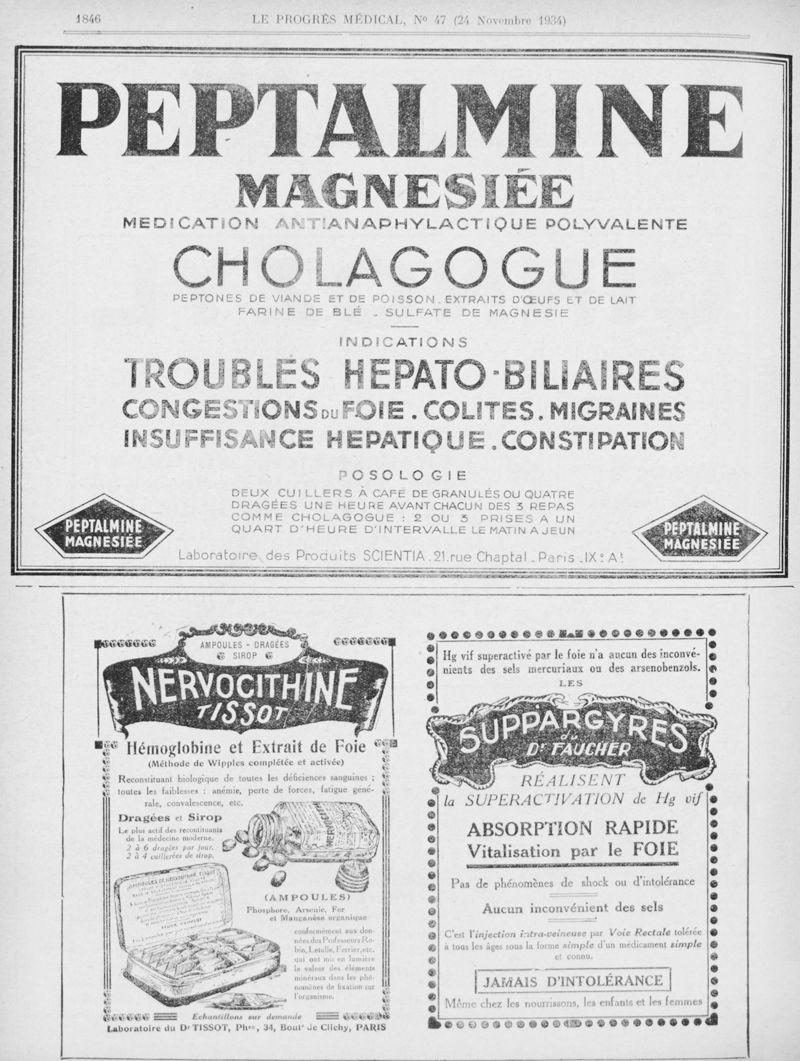 1846
LE PROGRÈS MÉDICAL, Nº 47 (24 Novembre 1934)
PEPTALMINE
MAGNESIÉE
MEDICATION ANTIANAPHYLACTIQUE POLYVALENTE
CHOLAGOGUE
PEPTONES DE VIANDE ET DE POISSON. EXTRAITS D'ŒUFS ET DE LAIT
FARINE DE BLÉ - SULFATE DE MAGNESIE
INDICATIONS
TROUBLES HEPATO-BILIAIRES
CONGESTIONS DU FOIE. COLITES. MIGRAINES
INSUFFISANCE HEPATIQUE. CONSTIPATION
POSOLOGIE
DEUX CUILLERS À CAFÉ DE GRANULÉS OU QUATRE
DRAGÉES UNE HEURE AVANT CHACUN DES 3 REPAS
COMME CHOLAGOGUE : 2 OU 3 PRISES A UN
QUART D'HEURE D'INTERVALLE LE MATIN A JEUN
PEPTALMINE
MAGNESIÉE
PEPTALMINE
MAGNESIÉE
Laboratoire des Produits SCIENTIA. 21. rue Chaptal. Paris. IXe Art
AMPOULES - DRAGÉES
SIROP
NERVOCITHINE
TISSOT
Hémoglobine et Extrait de Foie
(Méthode de Wipples complétée et activée)
Reconstituant biologique de toutes les déficiences sanguines ;
toutes les faiblesses : anémie, perte de forces, fatigue géné-
rale, convalescence, etc.
Dragées et Sirop
Le plus actif des reconstituants
de la médecine moderne.
2 à 6 dragées par jour.
2 à 4 cuillerées de sirop.
NERVOCITHINE
AMPOULES DE NERVOCITHINE TISSOT
(AMPOULES)
Phosphore, Arsenic, Fer
et Manganèse organique
conformément aux don-
nées des Professeurs Ro-
bin, Letulle, Ferrier, etc.
qui ont mis en lumière
la valeur des éléments
minéraux dans les phé-
nomènes de fixation sur
l'organisme.
Echantillons sur demande
Laboratoire du Dr TISSOT, Phen, 34, Boult de Clichy, PARIS
Hg vif superactivé par le foie n'a aucun des inconvé-
nients des sels mercuriaux ou des arsenobenzols.
LES
SUPPARGYRES
du
Dr FAUCHER
RÉALISENT
la SUPERACTIVATION de Hg vif
ABSORPTION RAPIDE
Vitalisation par le FOIE
Pas de phénomènes de shock ou d'intolérance
Aucun inconvénient des sels
C'est l'injection intra-veineuse par Voie Rectale tolérée
à tous les âges sous la forme simple d'un médicament simple
et connu.
JAMAIS D'INTOLÉRANCE
Même chez les nourrissons, les enfants et les femmes